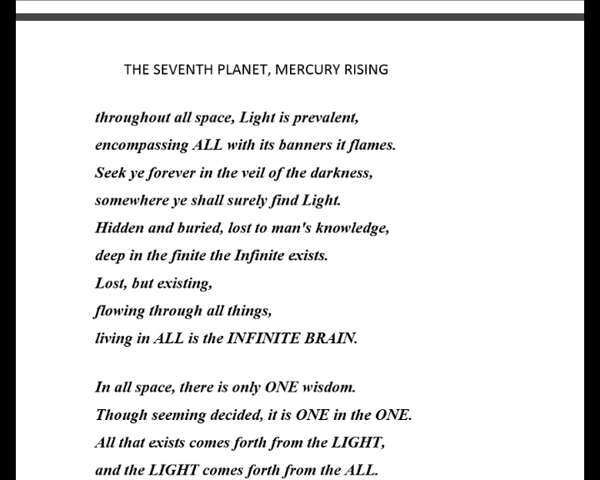 THE SEVENTH PLANET, MERCURY RISING
throughout all space, Light is prevalent,
encompassing ALL with its banners it flames.
Seek ye forever in the veil of the darkness,
somewhere ye shall surely find Light.
Hidden and buried, lost to man's knowledge,
deep in the finite the Infinite exists.
Lost, but existing,
flowing through all things,
living in ALL is the INFINITE BRAIN.
In all space, there is only ONE wisdom.
Though seeming decided, it is ONE in the ONE.
All that exists comes forth from the LIGHT,
and the LIGHT comes forth from the ALL.